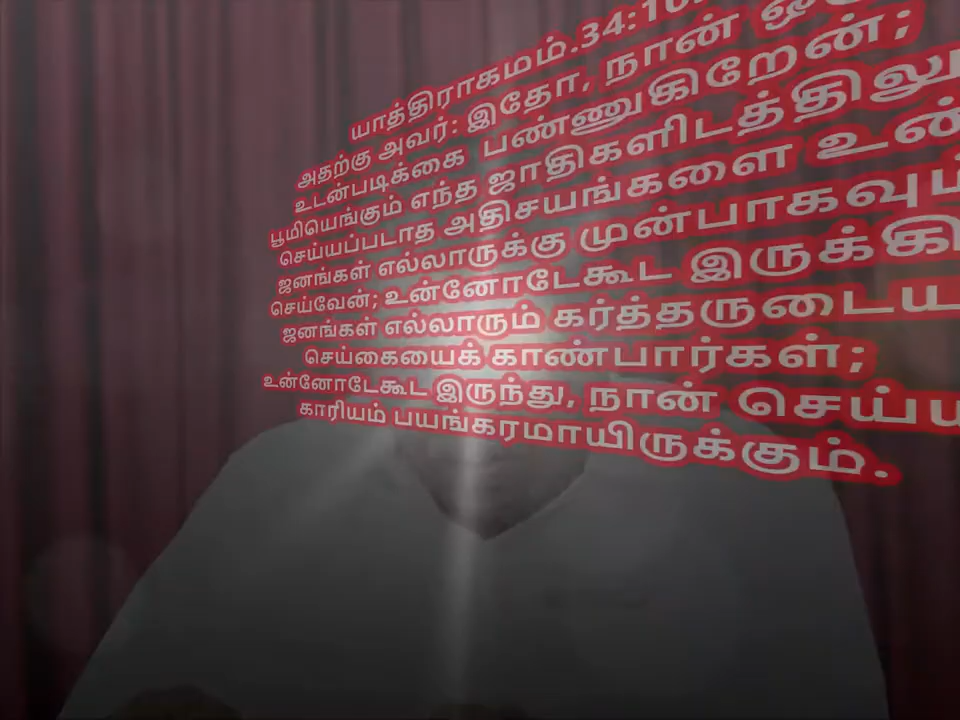 யாத்திராகமம்.34:10.
அதற்கு அவர்: இதோ, நான்
உடன்படிக்கை பண்ணுகிறேன்;
பூமியெங்கும் எந்த ஜாதிகளிடத்திலு
செய்யப்படாத அதிசயங்களை உன்
ஜனங்கள் எல்லாருக்கு முன்பாகவும்
செய்வேன்; உன்னோடேகூட இருக்கி
ஜனங்கள் எல்லாரும் கர்த்தருடைய
செய்கையைக் காண்பார்கள்;
உன்னோடேகூட இருந்து, நான் செய்ய
காரியம் பயங்கரமாயிருக்கும்.